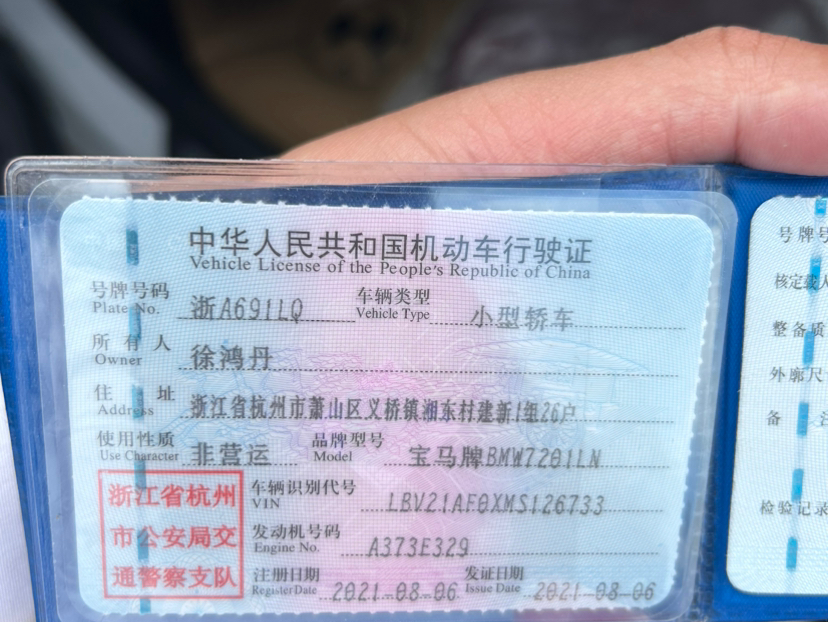 中华人民共和国机动车行驶证
Vehicle License of the People's Republic of China
号牌号码 浙A691LQ 车辆类型 小型轿车
Plate No. Vehicle Type
所有人 徐鸿丹
Owner
住址 浙江省杭州市萧山区义桥镇湘东村建新1组26户
Address
使用性质 非营运 品牌型号 宝马牌BMW7201LN
Use Character Model
浙江省杭州
市公安局交
通警察支队
车辆识别代号 LBV21AF0XMS126733
VIN
发动机号码 A373E329
Engine No.
注册日期 2021-08-06 发证日期 2021-08-06
Register Date Issue Date
号牌号
核定载人
整备质
外廓尺
备注
检验记录